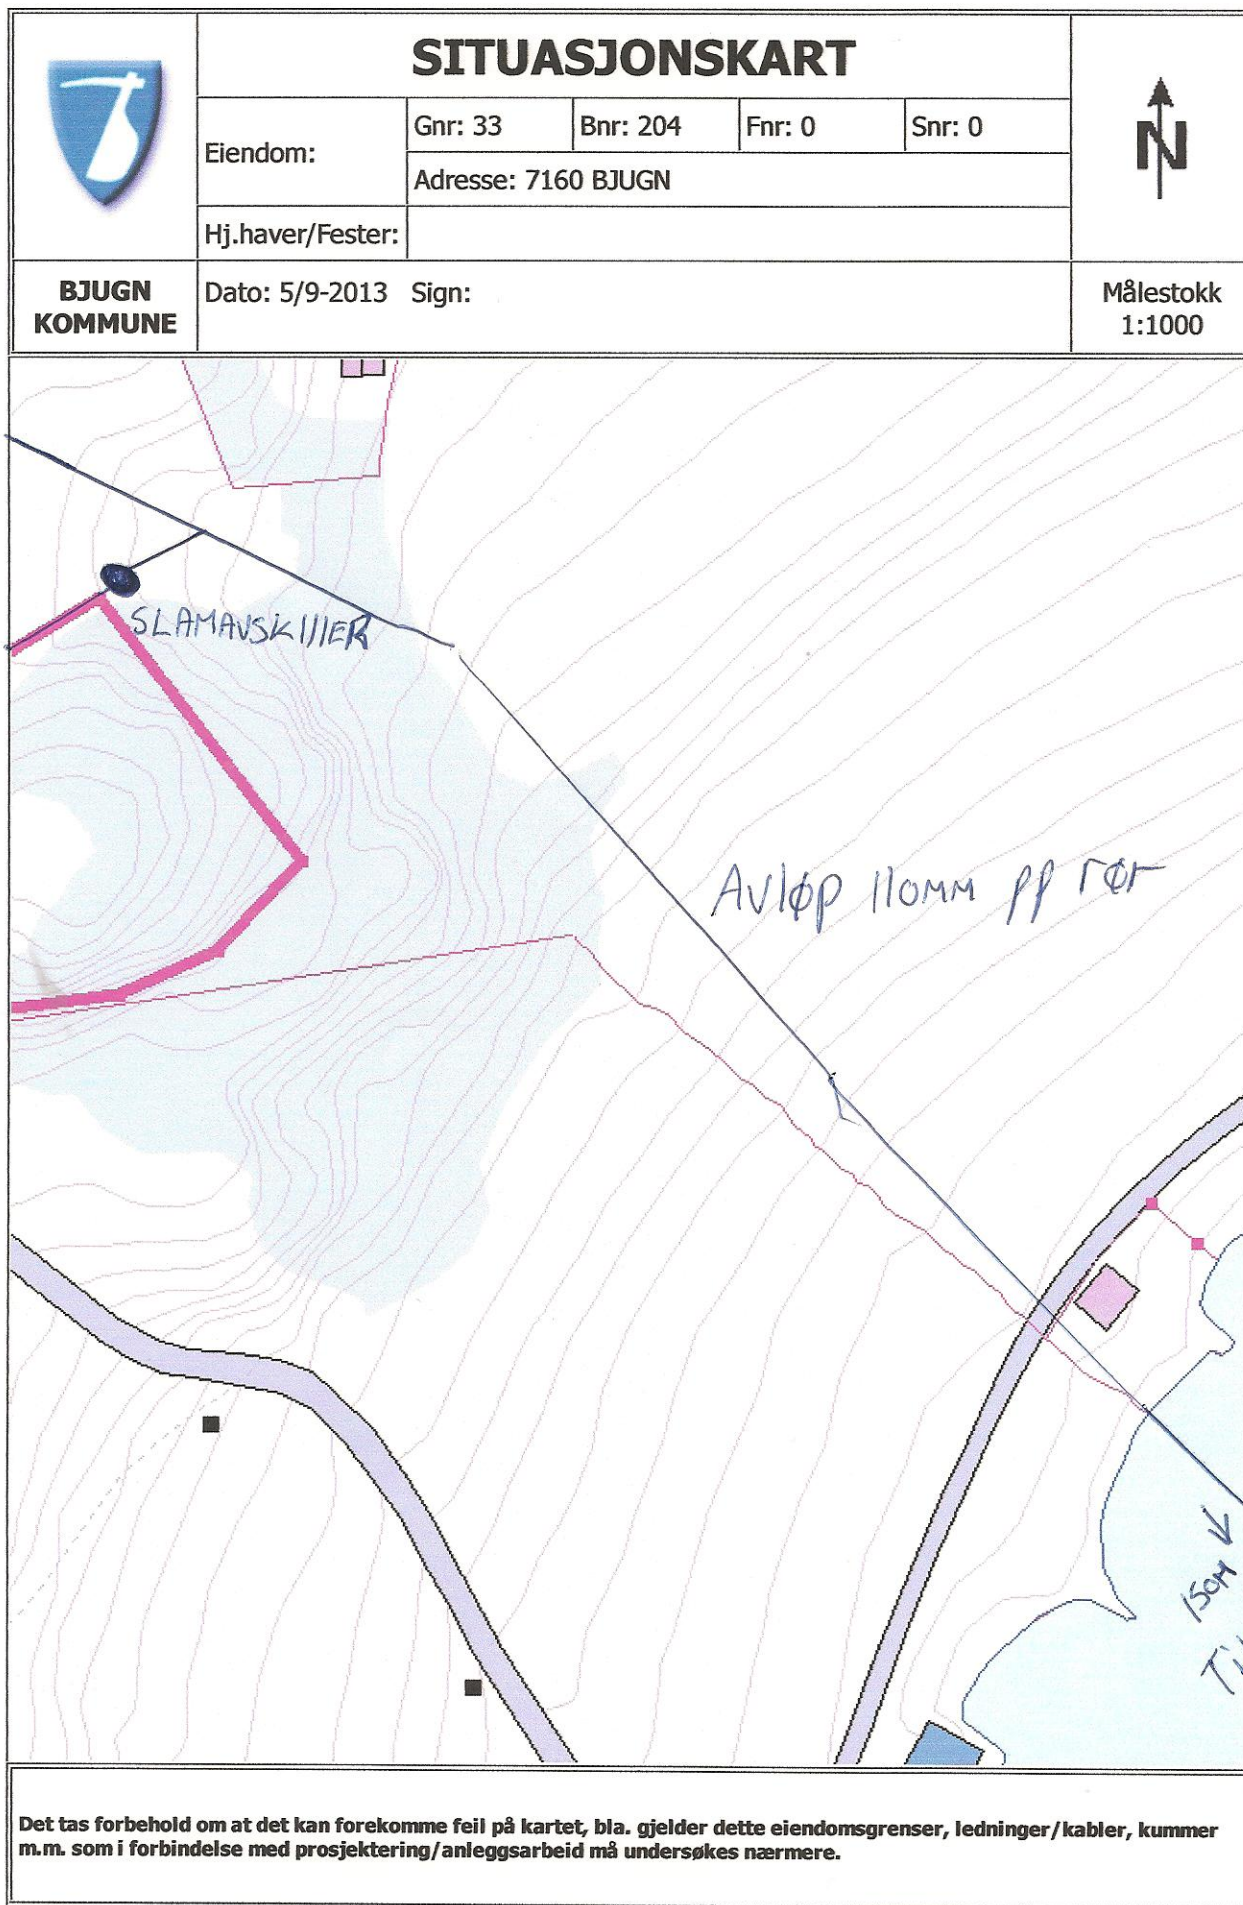 SITUASJONSKART
Eiendom:
Gnr: 33
Bnr: 204
Fnr: 0
Snr: 0
Adresse: 7160 BJUGN
Hj.haver/Fester:
N
BJUGN
KOMMUNE
Dato: 5/9-2013 Sign:
Målestokk
1:1000
SLAMAVSKIllER
Avløp 110mm pp rør
150M
Det tas forbehold om at det kan forekomme feil på kartet, bla. gjelder dette eiendomsgrenser, ledninger/kabler, kummer
m.m. som i forbindelse med prosjektering/anleggsarbeid må undersøkes nærmere.